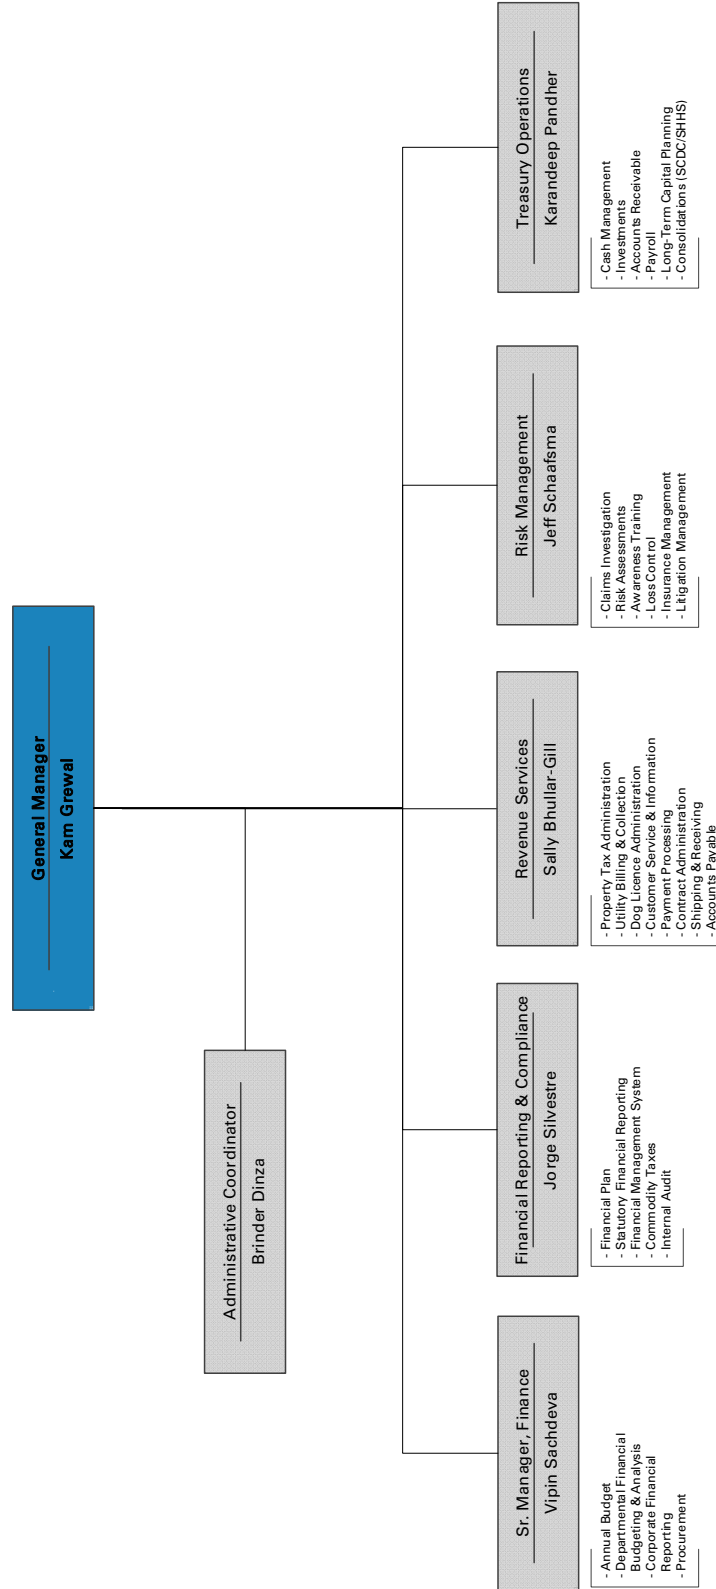 General Manager
Kam Grewal
Administrative Coordinator
Brinder Dinza
Sr. Manager, Finance
Vipin Sachdeva
- Annual Budget
- Departmental Financial
Budgeting & Analysis
- Corporate Financial
Reporting
- Procurement
Financial Reporting & Compliance
Jorge Silvestre
- Financial Plan
- Statutory Financial Reporting
- Financial Management System
- Commodity Taxes
- Internal Audit
Revenue Services
Sally Bhullar-Gill
- Property Tax Administration
- Utility Billing & Collection
- Dog Licence Administration
- Customer Service & Information
- Payment Processing
- Contract Administration
- Shipping & Receiving
- Accounts Payable
Risk Management
Jeff Schaafsma
- Claims Investigation
- Risk Assessments
- Awareness Training
- Loss Control
- Insurance Management
- Litigation Management
Treasury Operations
Karandeep Pandher
- Cash Management
- Investments
- Accounts Receivable
- Payroll
- Long-Term Capital Planning
- Consolidations (SCDC/SHHS)